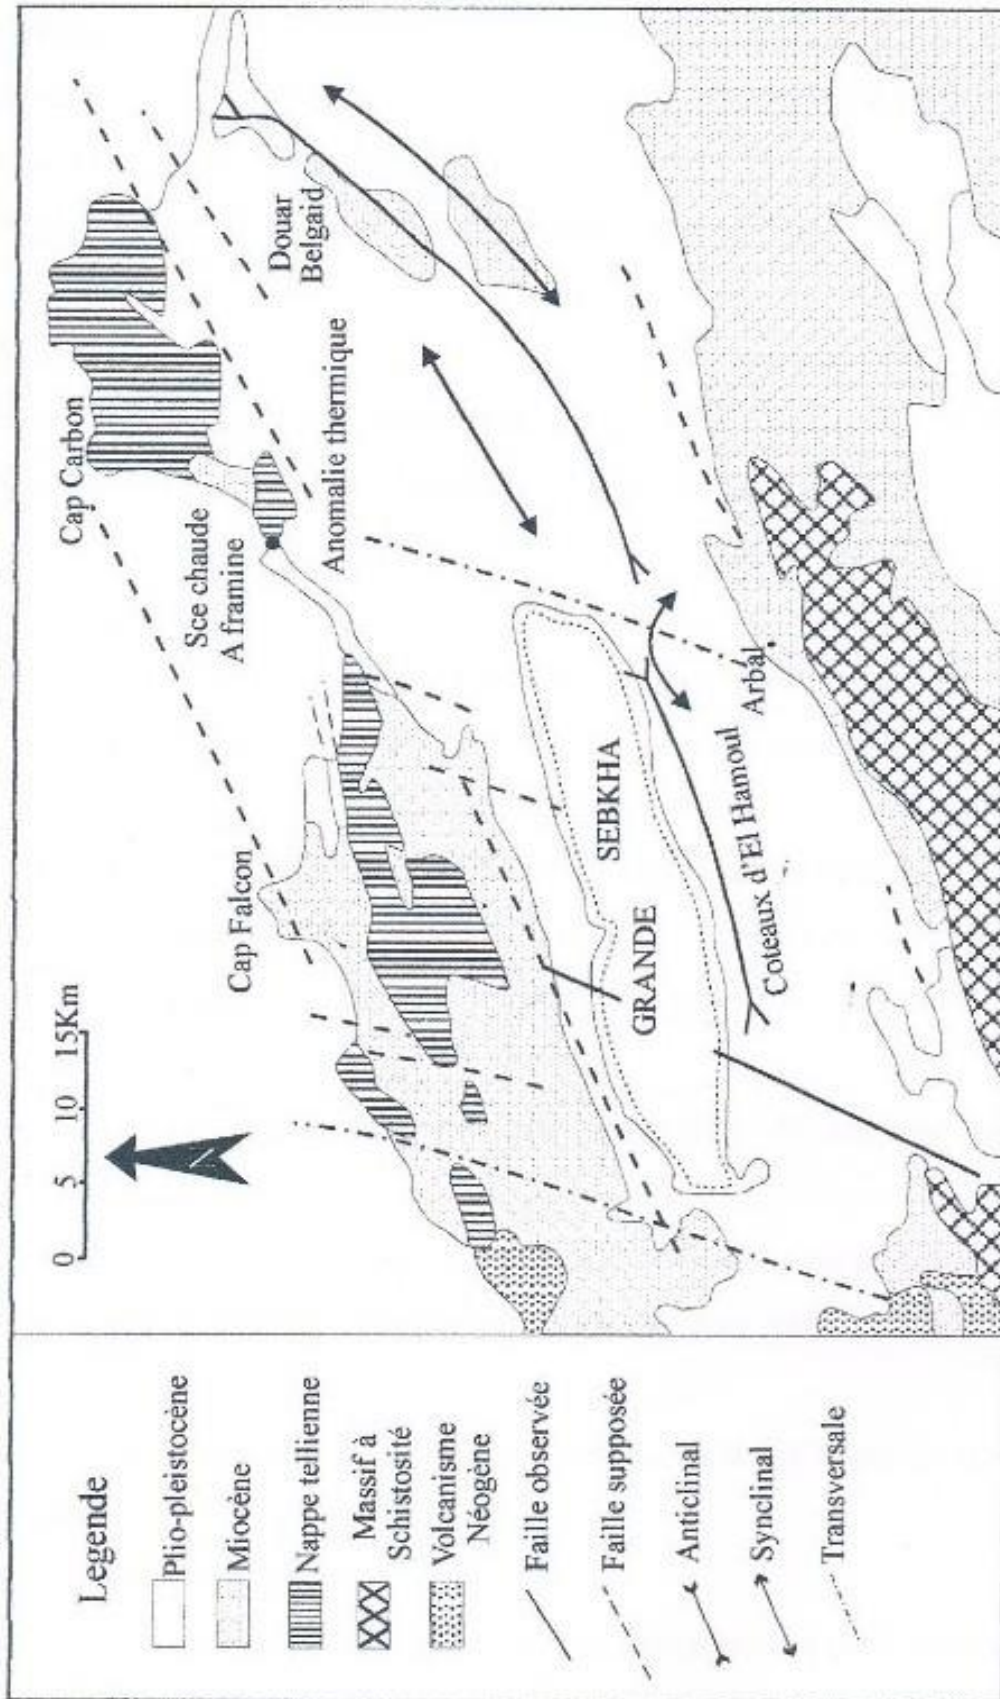 0 5 10 15Km
Cap Falcon
Cap Carbon
Sce chaude
A framine
Anomalie thermique
Douar
Belgaid
GRANDE SEBKHA
Coteaux d'El Hamoul
Arbal
Legende
Plio-pleistocène
Miocène
Nappe tellienne
Massif à
Schistosité
Volcanisme
Néogène
Faille observée
Faille supposée
Anticlinal
Synclinal
Transversale